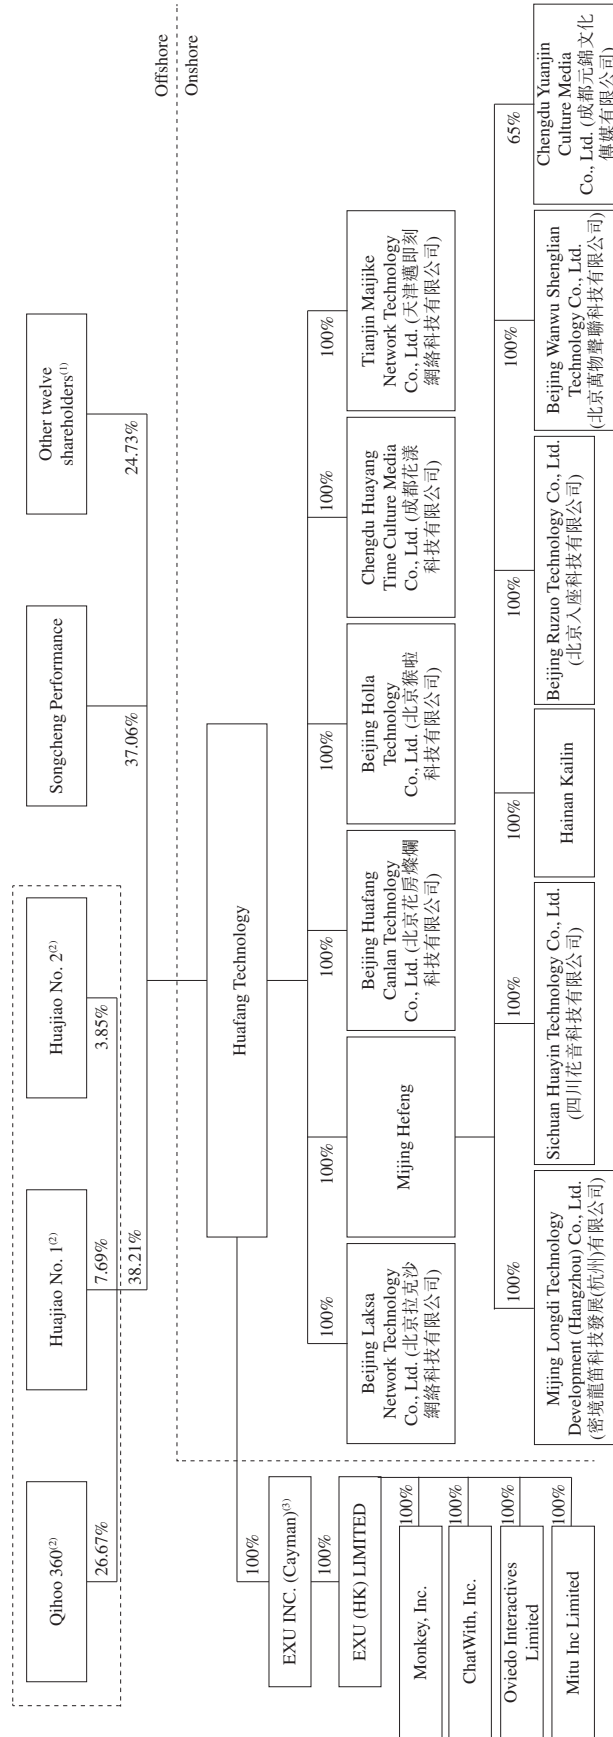 Qihoo 360(2)
Huajiao No. 1(2)
Huajiao No. 2(2)
Songcheng Performance
Other twelve
shareholders(1)
26.67%
7.69%
3.85%
38.21%
37.06%
24.73%
Offshore
Onshore
Huafang Technology
100%
EXU INC. (Cayman)(3)
100%
EXU (HK) LIMITED
100%
Monkey, Inc.
100%
ChatWith, Inc.
100%
Oviedo Interactives
Limited
100%
Mitu Inc Limited
100%
Beijing Laksa
Network Technology
Co., Ltd. (北京拉克沙
網絡科技有限公司)
100%
Mijing Hefeng
100%
Beijing Huafang
Canlan Technology
Co., Ltd. (北京花房燦爛
科技有限公司)
100%
Beijing Holla
Technology
Co., Ltd. (北京猴啦
科技有限公司)
100%
Chengdu Huayang
Time Culture Media
Co., Ltd. (成都花漾
科技有限公司)
100%
Tianjin Maijike
Network Technology
Co., Ltd. (天津邁即刻
網絡科技有限公司)
100%
Mijing Longdi Technology
Development (Hangzhou) Co., Ltd.
(密境龍笛科技發展(杭州)有限公司)
100%
Sichuan Huayin Technology Co., Ltd.
(四川花音科技有限公司)
100%
Hainan Kailin
100%
Beijing Ruzuo Technology Co., Ltd.
(北京入座科技有限公司)
100%
Beijing Wanwu Shenglian
Technology Co., Ltd.
(北京萬物聲聯科技有限公司)
65%
Chengdu Yuanjin
Culture Media
Co., Ltd. (成都元錦文化
傳媒有限公司)